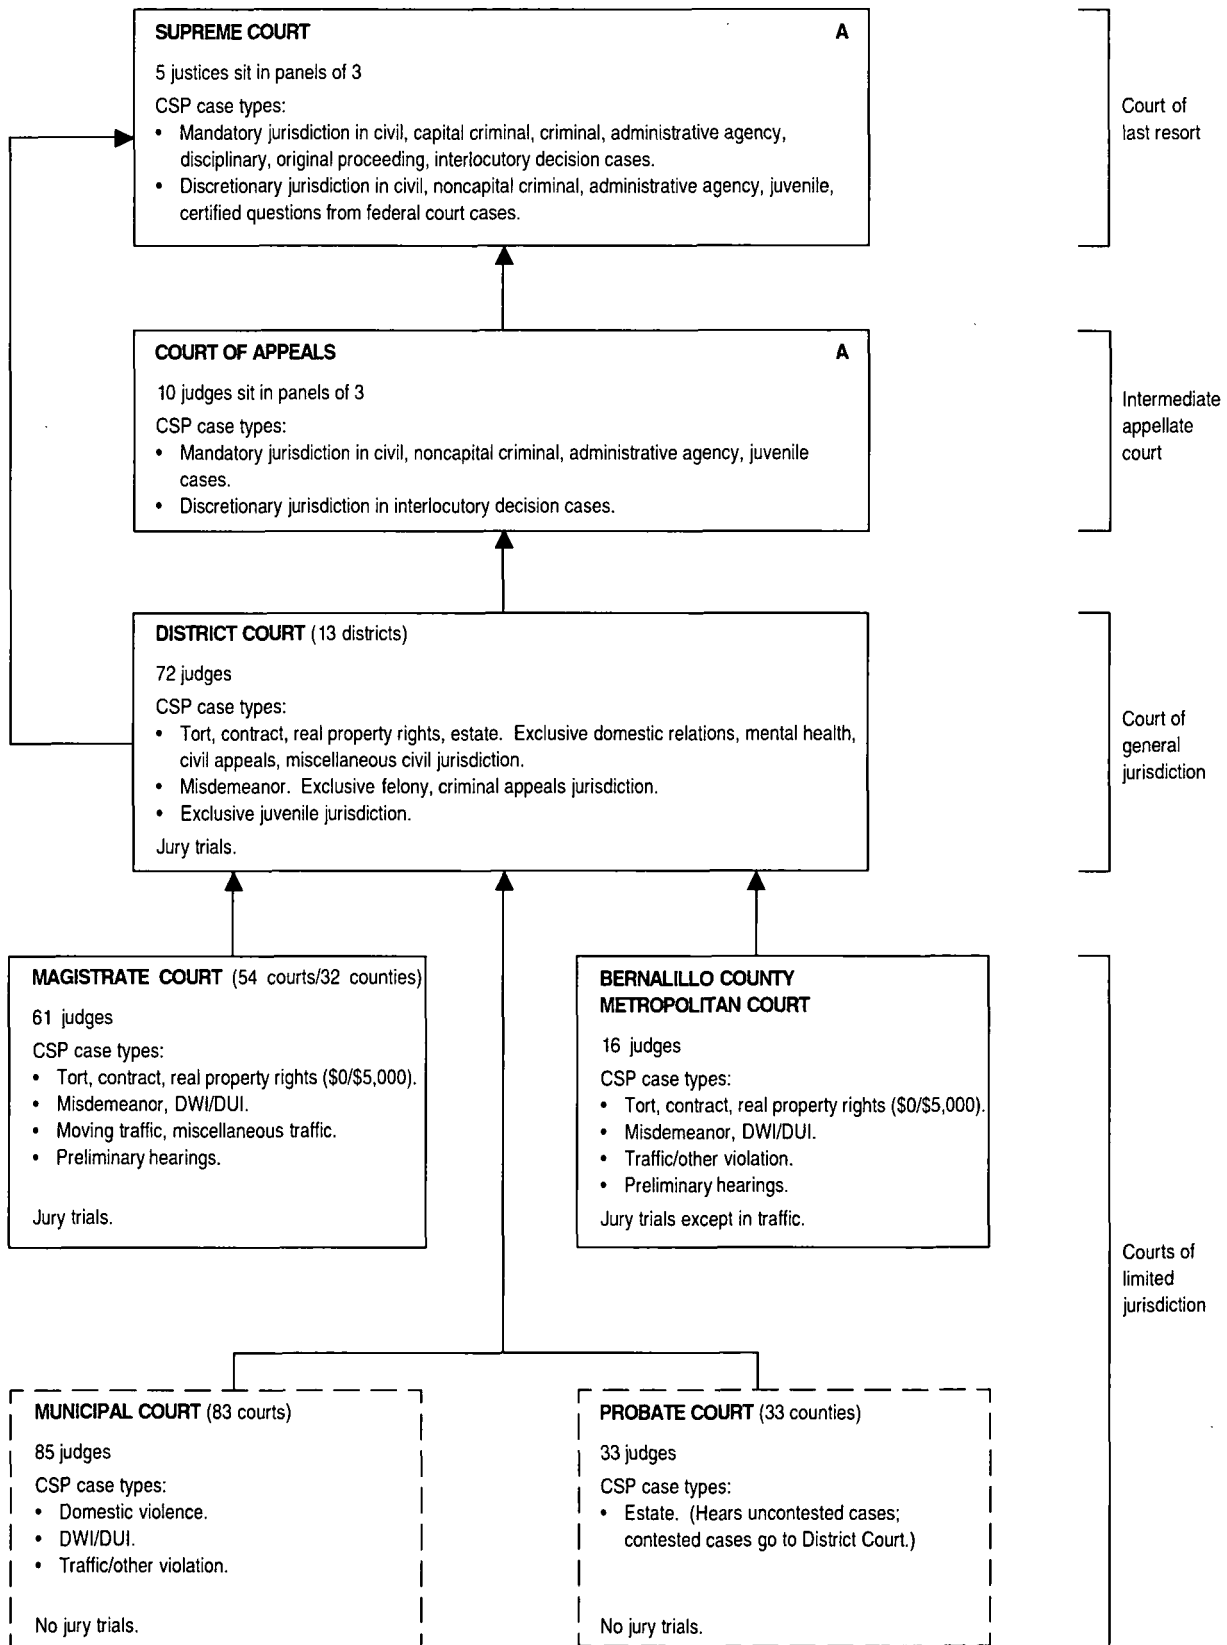 SUPREME COURT A
5 justices sit in panels of 3
CSP case types:
• Mandatory jurisdiction in civil, capital criminal, criminal, administrative agency,
disciplinary, original proceeding, interlocutory decision cases.
• Discretionary jurisdiction in civil, noncapital criminal, administrative agency, juvenile,
certified questions from federal court cases.
Court of
last resort
COURT OF APPEALS A
10 judges sit in panels of 3
CSP case types:
• Mandatory jurisdiction in civil, noncapital criminal, administrative agency, juvenile
cases.
• Discretionary jurisdiction in interlocutory decision cases.
Intermediate
appellate
court
DISTRICT COURT (13 districts)
72 judges
CSP case types:
• Tort, contract, real property rights, estate. Exclusive domestic relations, mental health,
civil appeals, miscellaneous civil jurisdiction.
• Misdemeanor. Exclusive felony, criminal appeals jurisdiction.
• Exclusive juvenile jurisdiction.
Jury trials.
Court of
general
jurisdiction
MAGISTRATE COURT (54 courts/32 counties)
61 judges
CSP case types:
• Tort, contract, real property rights ($0/$5,000).
• Misdemeanor, DWI/DUI.
• Moving traffic, miscellaneous traffic.
• Preliminary hearings.
Jury trials.
BERNALILLO COUNTY
METROPOLITAN COURT
16 judges
CSP case types:
• Tort, contract, real property rights ($0/$5,000).
• Misdemeanor, DWI/DUI.
• Traffic/other violation.
• Preliminary hearings.
Jury trials except in traffic.
Courts of
limited
jurisdiction
MUNICIPAL COURT (83 courts)
85 judges
CSP case types:
• Domestic violence.
• DWI/DUI.
• Traffic/other violation.
No jury trials.
PROBATE COURT (33 counties)
33 judges
CSP case types:
• Estate. (Hears uncontested cases;
contested cases go to District Court.)
No jury trials.